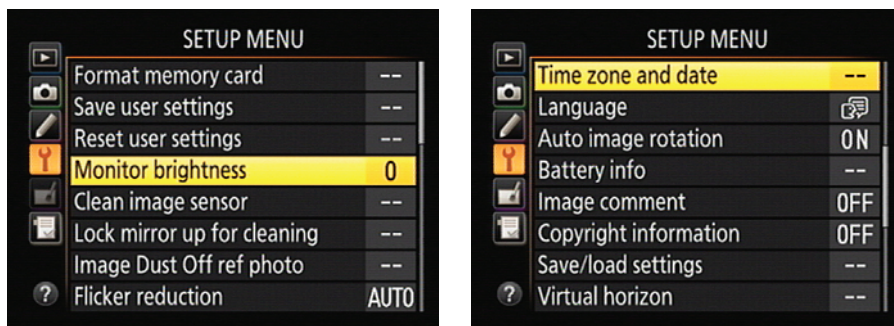 SETUP MENU
Format memory card --
Save user settings --
Reset user settings --
Monitor brightness 0
Clean image sensor --
Lock mirror up for cleaning --
Image Dust Off ref photo --
? Flicker reduction AUTO
SETUP MENU
Time zone and date --
Language
Auto image rotation ON
Battery info --
Image comment OFF
Copyright information OFF
Save/load settings --
? Virtual horizon --